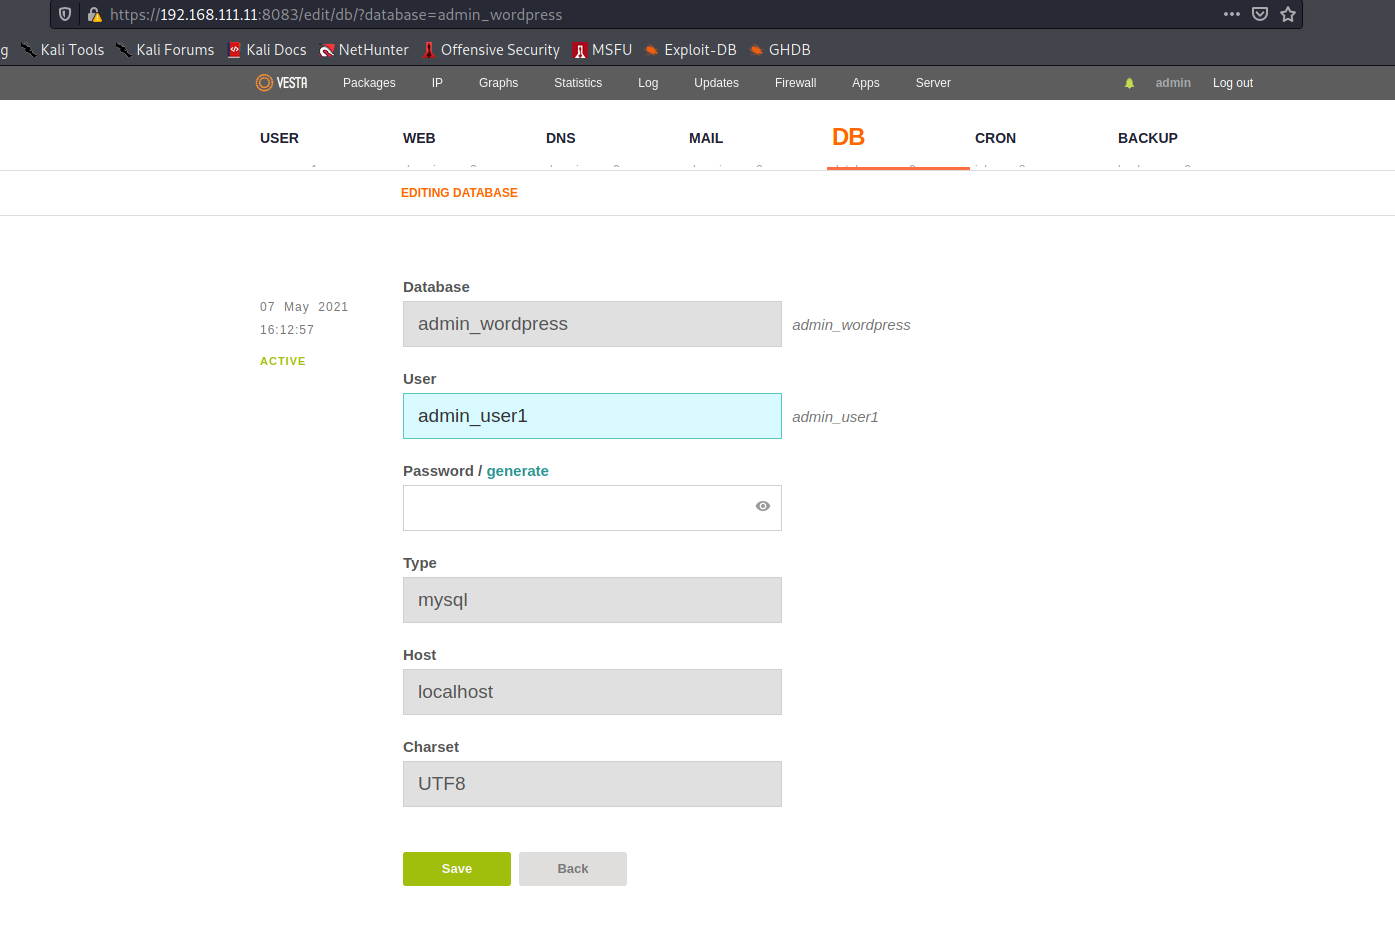 https://192.168.111.11:8083/edit/db/?database=admin_wordpress
g Kali Tools Kali Forums Kali Docs NetHunter Offensive Security MSFU Exploit-DB GHDB
VESTA Packages IP Graphs Statistics Log Updates Firewall Apps Server admin Log out
USER WEB DNS MAIL DB CRON BACKUP
EDITING DATABASE
07 May 2021
16:12:57
ACTIVE
Database
admin_wordpress admin_wordpress
User
admin_user1 admin_user1
Password / generate
Type
mysql
Host
localhost
Charset
UTF8
Save Back